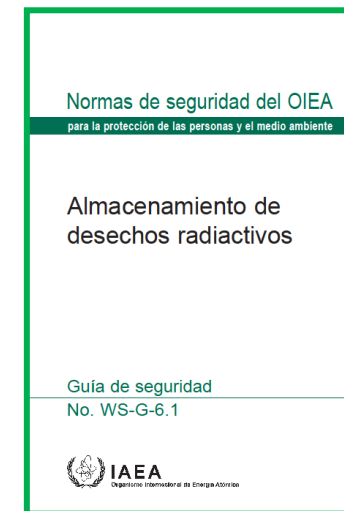 Normas de seguridad del OIEA
para la protección de las personas y el medio ambiente
Almacenamiento de
desechos radiactivos
Guía de seguridad
No. WS-G-6.1
IAEA
Organismo Internacional de Energía Atómica